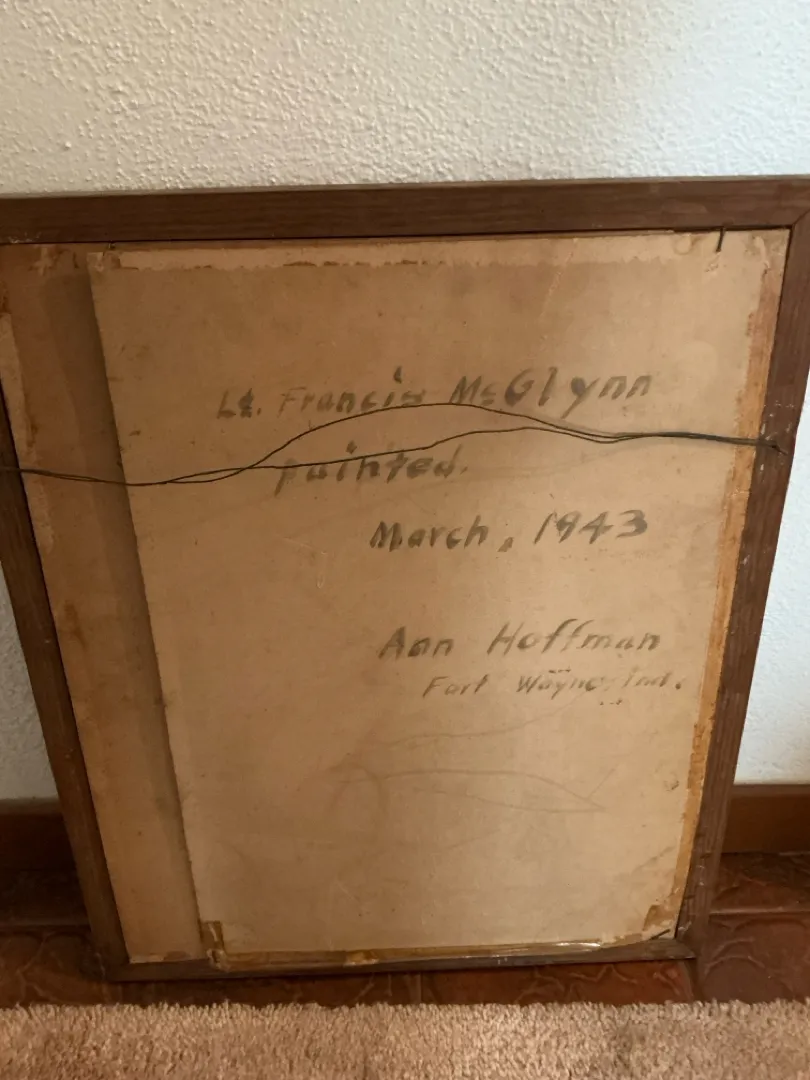 Lt. Francis McGlynn
painted.
March, 1943
Ann Hoffman
Fort Wayne, Ind.